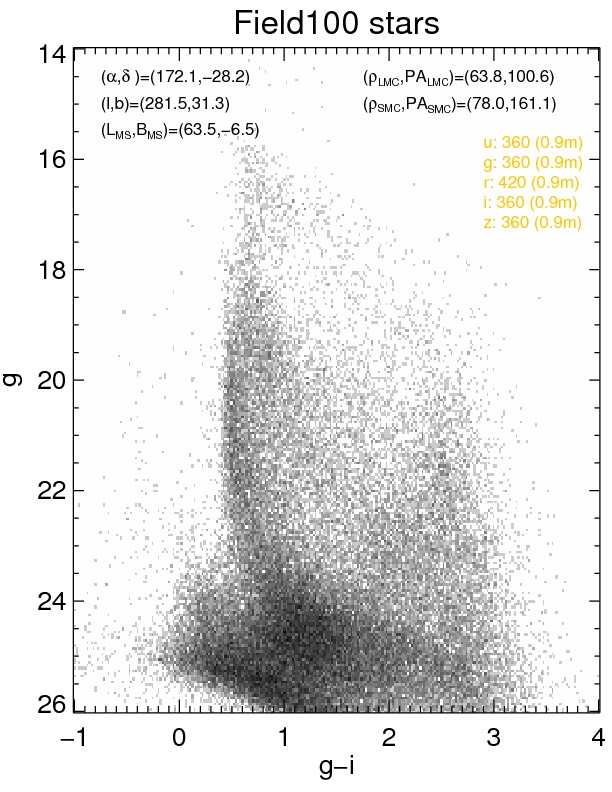 Field100 stars
(α,δ)=(172.1,−28.2)
(ρLMC,PALMC)=(63.8,100.6)
(l,b)=(281.5,31.3)
(ρSMC,PASMC)=(78.0,161.1)
(LMS,BMS)=(63.5,−6.5)
u: 360 (0.9m)
g: 360 (0.9m)
r: 420 (0.9m)
i: 360 (0.9m)
z: 360 (0.9m)
14
16
18
20
22
24
26
g
−1 0 1 2 3 4
g−i